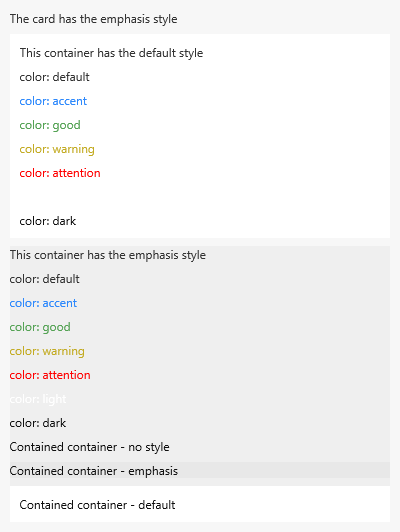 The card has the emphasis style
This container has the default style
color: default
color: accent
color: good
color: warning
color: attention
color: dark
This container has the emphasis style
color: default
color: accent
color: good
color: warning
color: attention
color: light
color: dark
Contained container - no style
Contained container - emphasis
Contained container - default